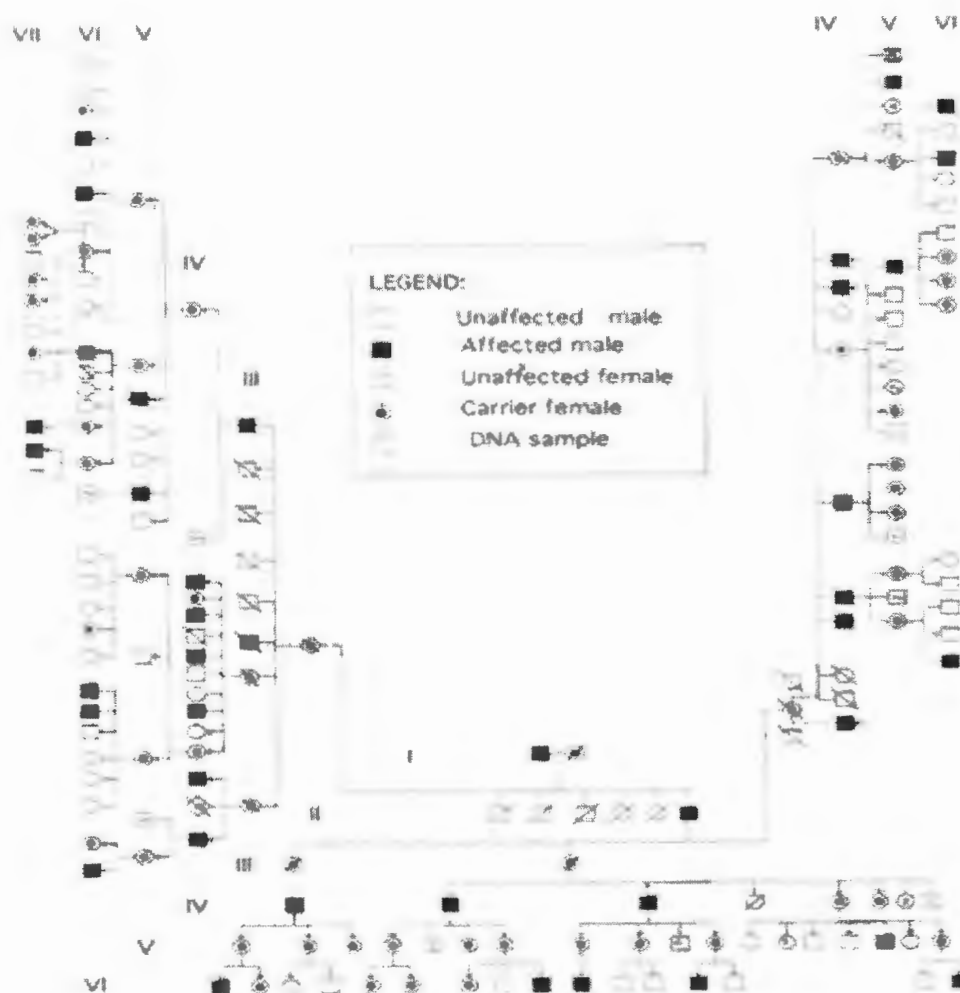 VII VI V
IV V VI
IV
III
LEGEND:
Unaffected male
Affected male
Unaffected female
Carrier female
DNA sample
I
II
III
IV
V
VI